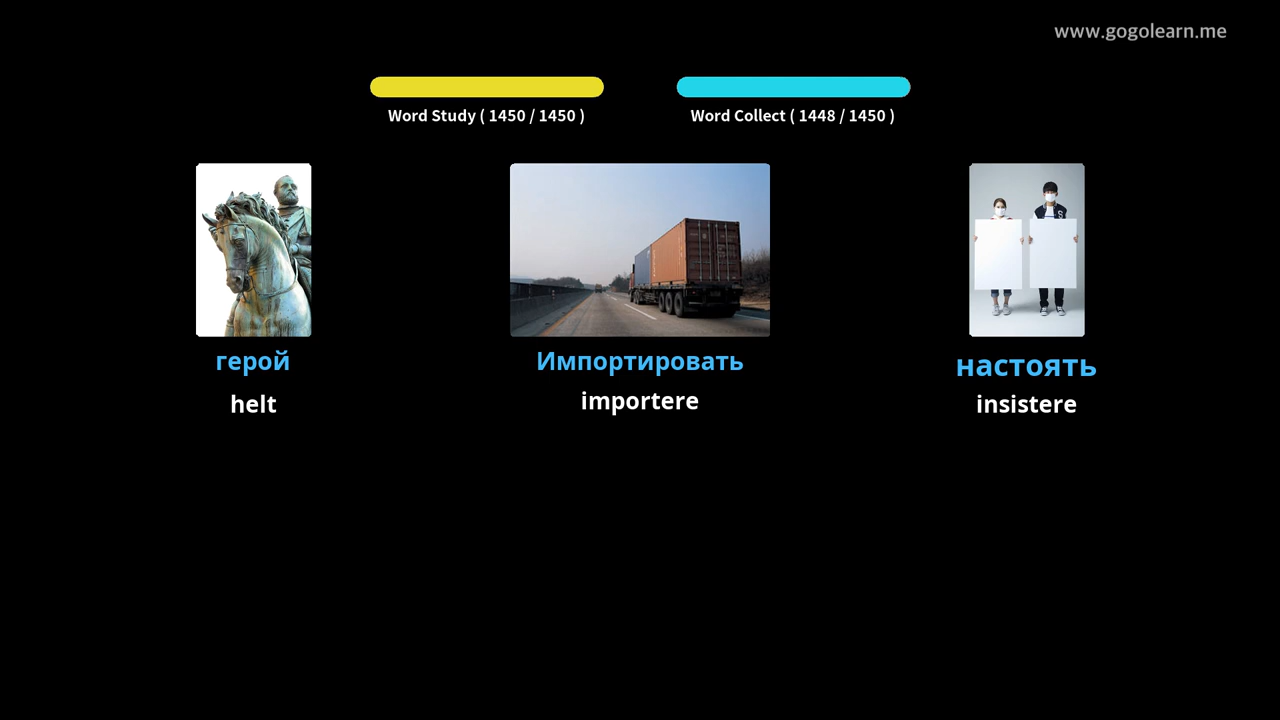 www.gogolearn.me
Word Study ( 1450 / 1450 )
Word Collect ( 1448 / 1450 )
герой
Импортировать
настоять
helt
importere
insistere